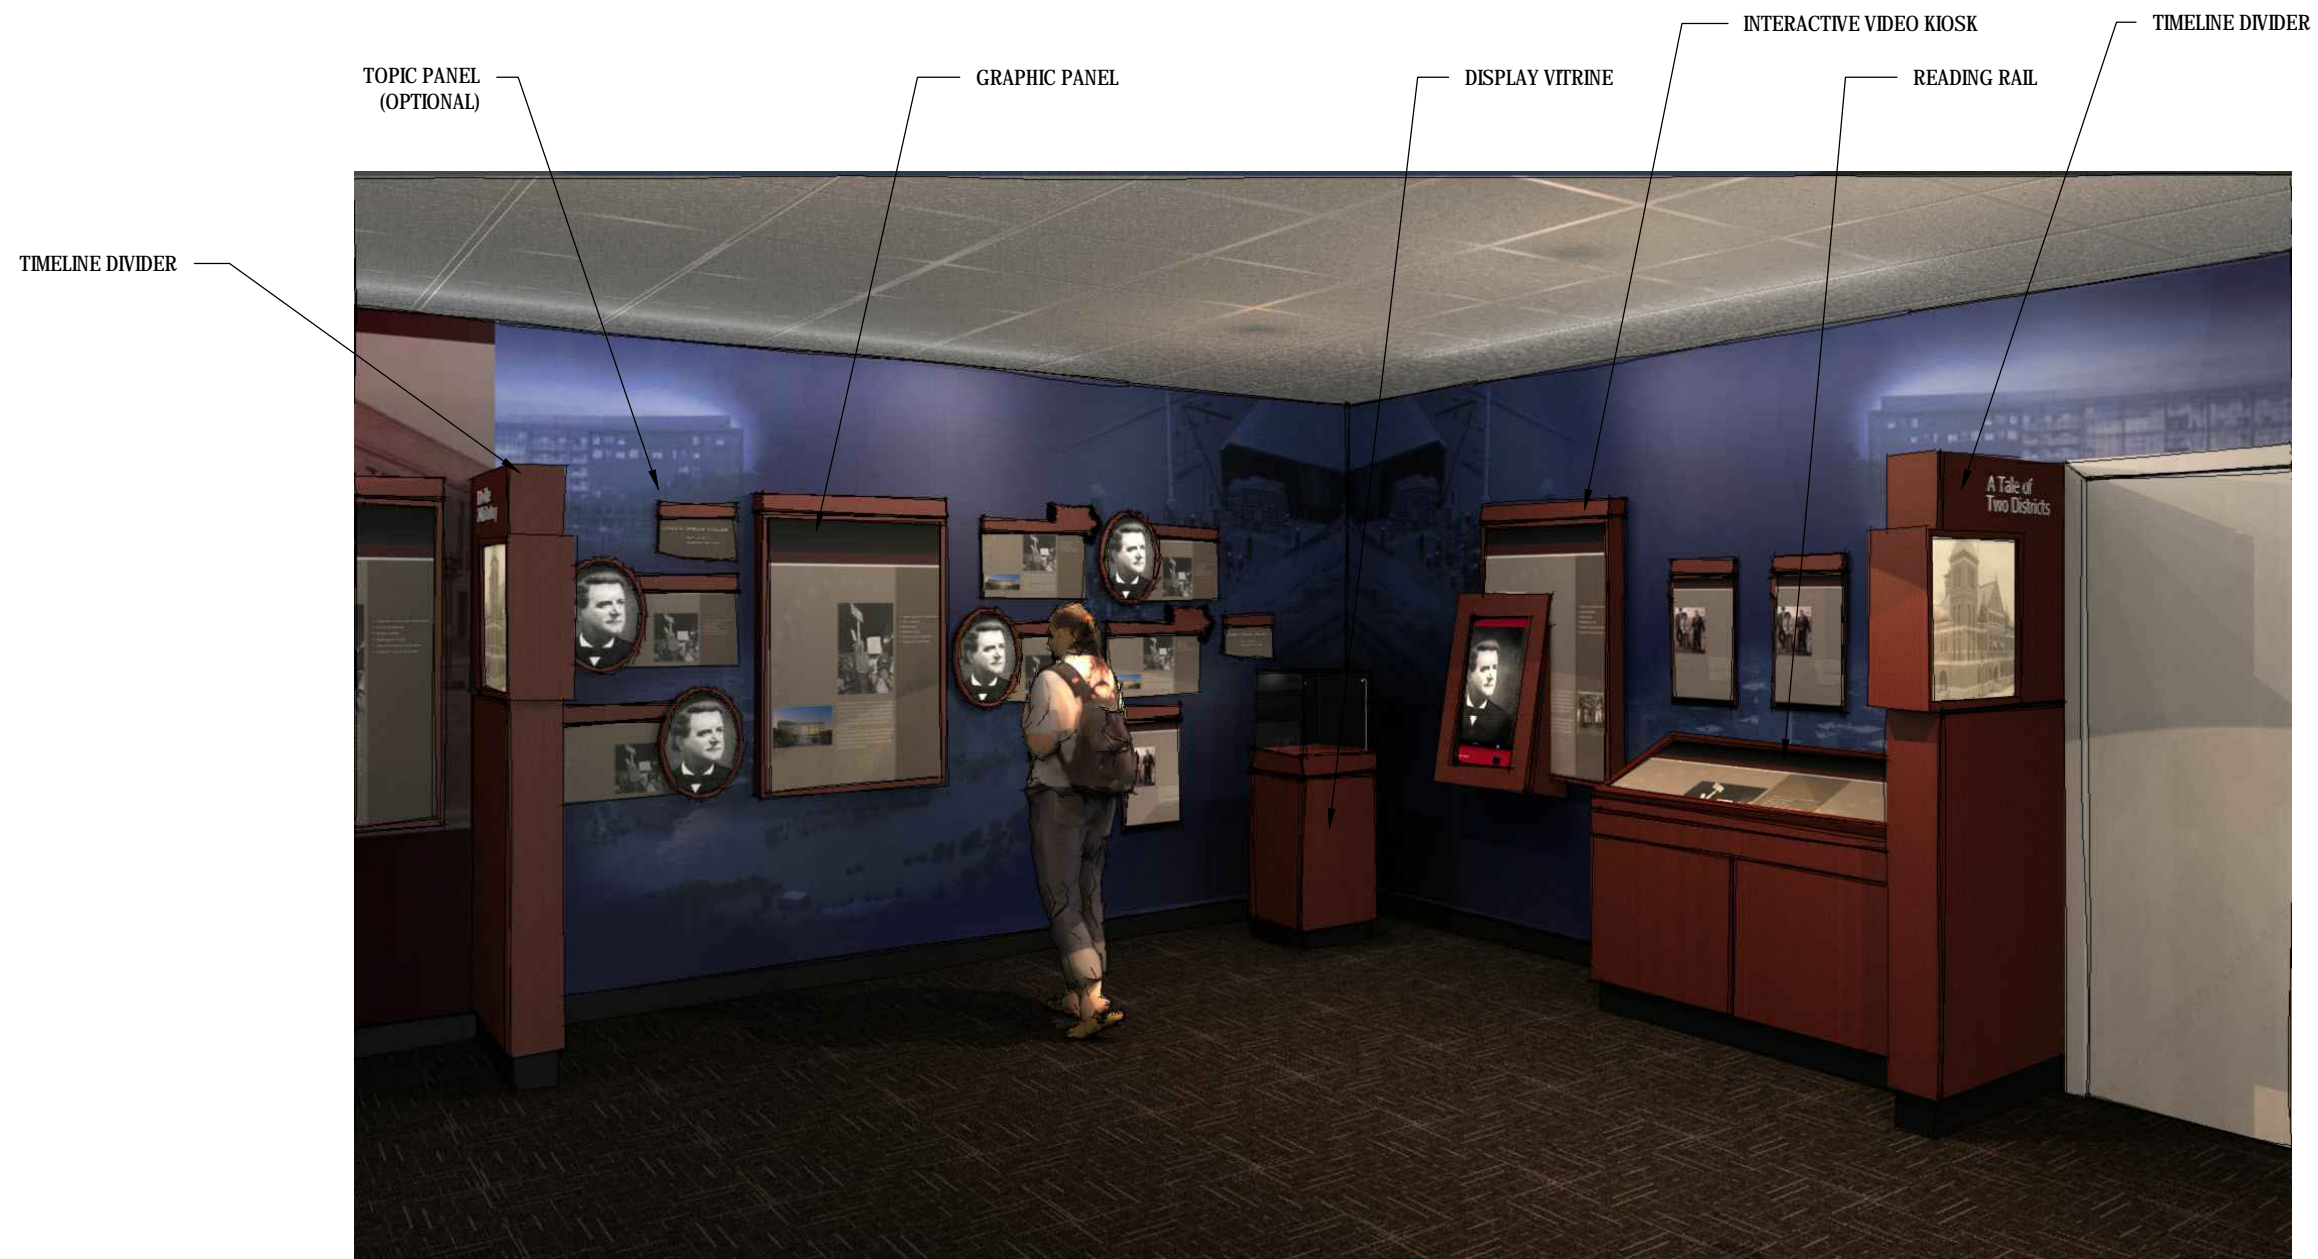 INTERACTIVE VIDEO KIOSK
TIMELINE DIVIDER
TOPIC PANEL
(OPTIONAL)
GRAPHIC PANEL
DISPLAY VITRINE
READING RAIL
TIMELINE DIVIDER
A Tale of
Two Districts